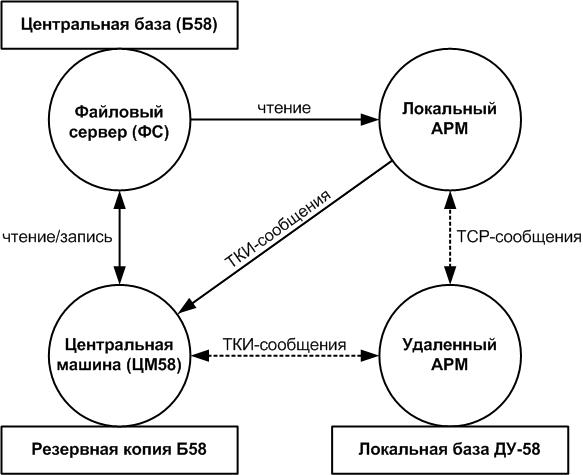 Центральная база (Б58)
Файловый
сервер (ФС)
чтение
Локальный
АРМ
чтение/запись
ТКИ-сообщения
ТСР-сообщения
Центральная
машина (ЦМ58)
ТКИ-сообщения
Удаленный
АРМ
Резервная копия Б58
Локальная база ДУ-58